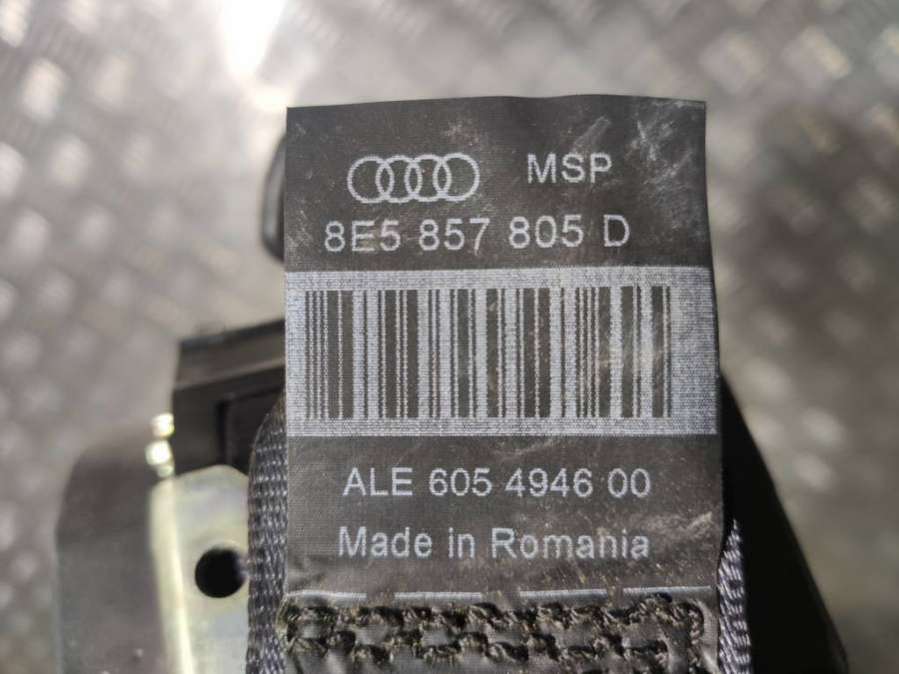 MSP
8E5 857 805 D
ALE 605 4946 00
Made in Romania